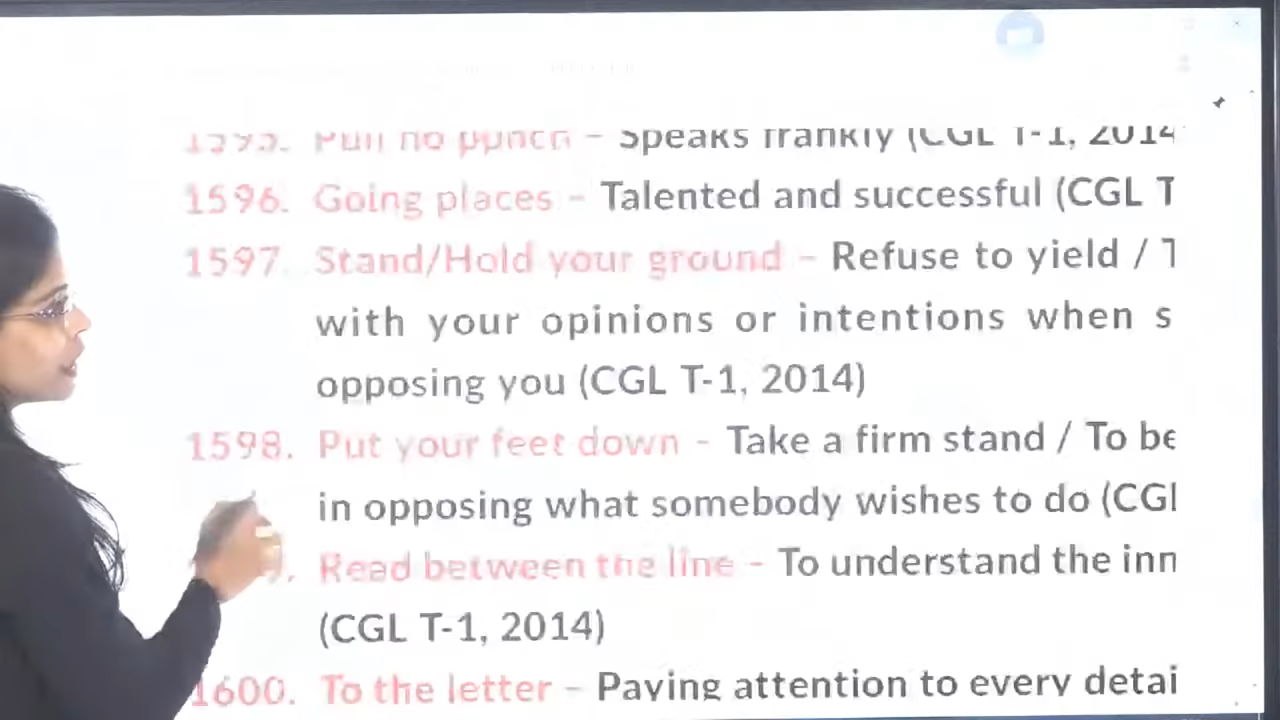 1595. Pull no punch – Speaks frankly (CGL T-1, 2014
1596. Going places – Talented and successful (CGL T
1597. Stand/Hold your ground – Refuse to yield /
with your opinions or intentions when s
opposing you (CGL T-1, 2014)
1598. Put your feet down – Take a firm stand / To be
in opposing what somebody wishes to do (CGL
Read between the line – To understand the inn
(CGL T-1, 2014)
1600. To the letter – Paying attention to every detai